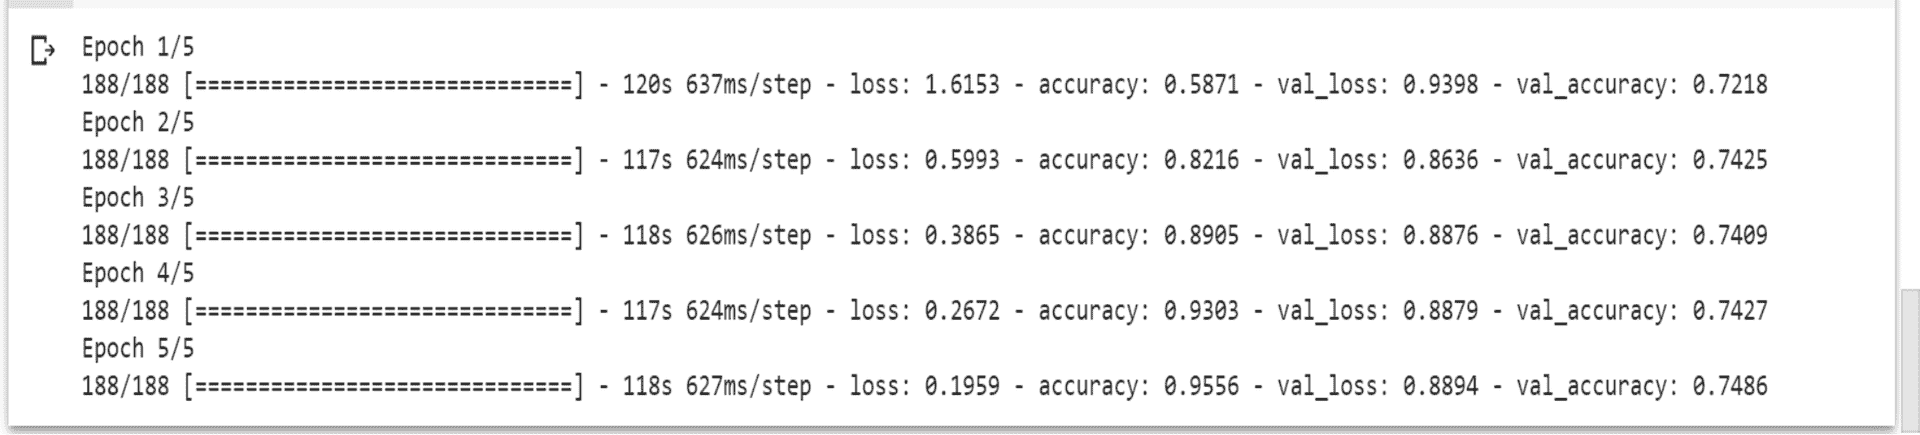 Epoch 1/5
188/188 [==============================] - 120s 637ms/step - loss: 1.6153 - accuracy: 0.5871 - val_loss: 0.9398 - val_accuracy: 0.7218
Epoch 2/5
188/188 [==============================] - 117s 624ms/step - loss: 0.5993 - accuracy: 0.8216 - val_loss: 0.8636 - val_accuracy: 0.7425
Epoch 3/5
188/188 [==============================] - 118s 626ms/step - loss: 0.3865 - accuracy: 0.8905 - val_loss: 0.8876 - val_accuracy: 0.7409
Epoch 4/5
188/188 [==============================] - 117s 624ms/step - loss: 0.2672 - accuracy: 0.9303 - val_loss: 0.8879 - val_accuracy: 0.7427
Epoch 5/5
188/188 [==============================] - 118s 627ms/step - loss: 0.1959 - accuracy: 0.9556 - val_loss: 0.8894 - val_accuracy: 0.7486